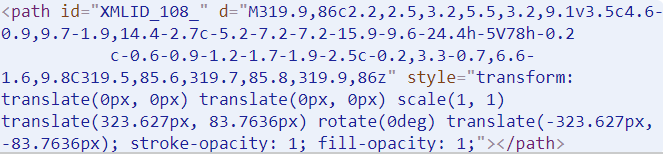 <path id="XMLID_108_" d="M319.9,86c2.2,2.5,3.2,5.5,3.2,9.1v3.5c4.6-
0.9,9.7-1.9,14.4-2.7c-5.2-7.2-7.2-15.9-9.6-24.4h-5V78h-0.2
c-0.6-0.9-1.2-1.7-1.9-2.5c-0.2,3.3-0.7,6.6-
1.6,9.8C319.5,85.6,319.7,85.8,319.9,86z" style="transform:
translate(0px, 0px) translate(0px, 0px) scale(1, 1)
translate(323.627px, 83.7636px) rotate(0deg) translate(-323.627px,
-83.7636px); stroke-opacity: 1; fill-opacity: 1;"></path>